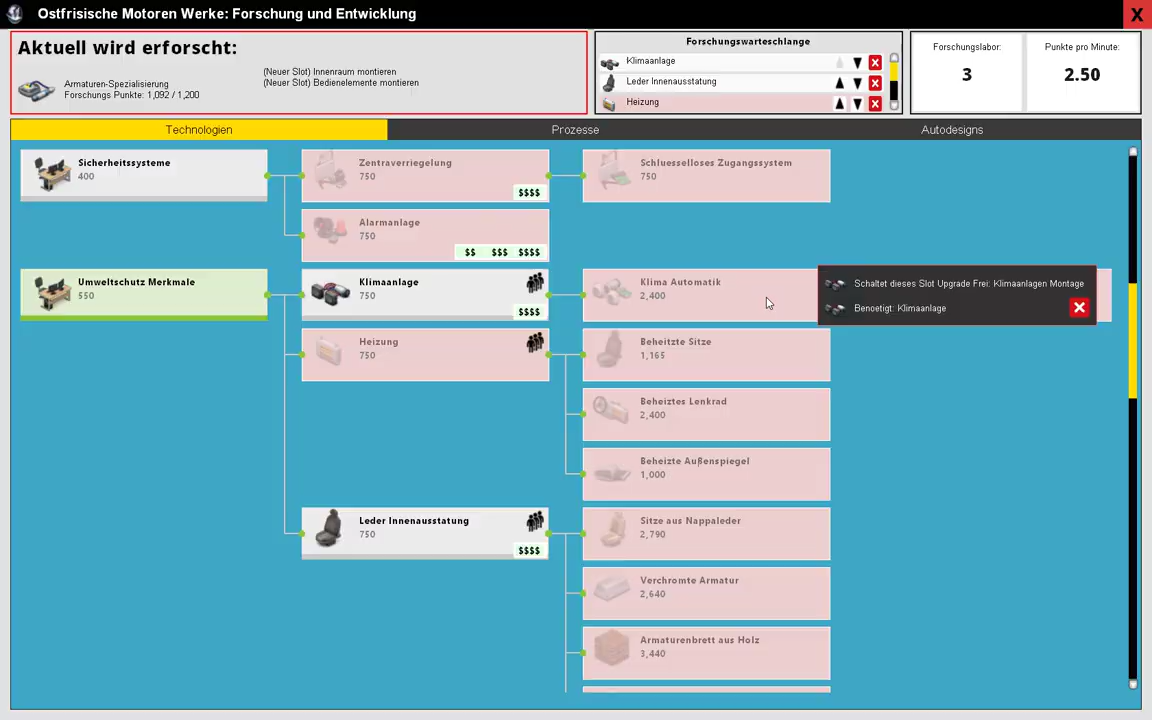 Ostfrisische Motoren Werke: Forschung und Entwicklung
X
Aktuell wird erforscht:
Armaturen-Spezialisierung
Forschungs Punkte: 1,092 / 1,200
(Neuer Slot) Innenraum montieren
(Neuer Slot) Bedienelemente montieren
Forschungswarteschlange
Klimaanlage
Leder Innenausstattung
Heizung
Forschungslabor:
3
Punkte pro Minute:
2.50
Technologien
Prozesse
Autodesigns
Sicherheitssysteme
400
Zentraverriegelung
750
$$$$
Schluesselloses Zugangssystem
750
Alarmanlage
750
$$ $$$ $$$$
Umweltschutz Merkmale
550
Klimaanlage
750
$$$$
Klima Automatik
2,400
Schaltet dieses Slot Upgrade Frei: Klimaanlagen Montage
Benoetigt: Klimaanlage
Heizung
750
Beheitzte Sitze
1,165
Beheiztes Lenkrad
2,400
Beheizte Außenspiegel
1,000
Leder Innenausstatung
750
$$$$
Sitze aus Nappaleder
2,790
Verchromte Armatur
2,640
Armaturenbrett aus Holz
3,440